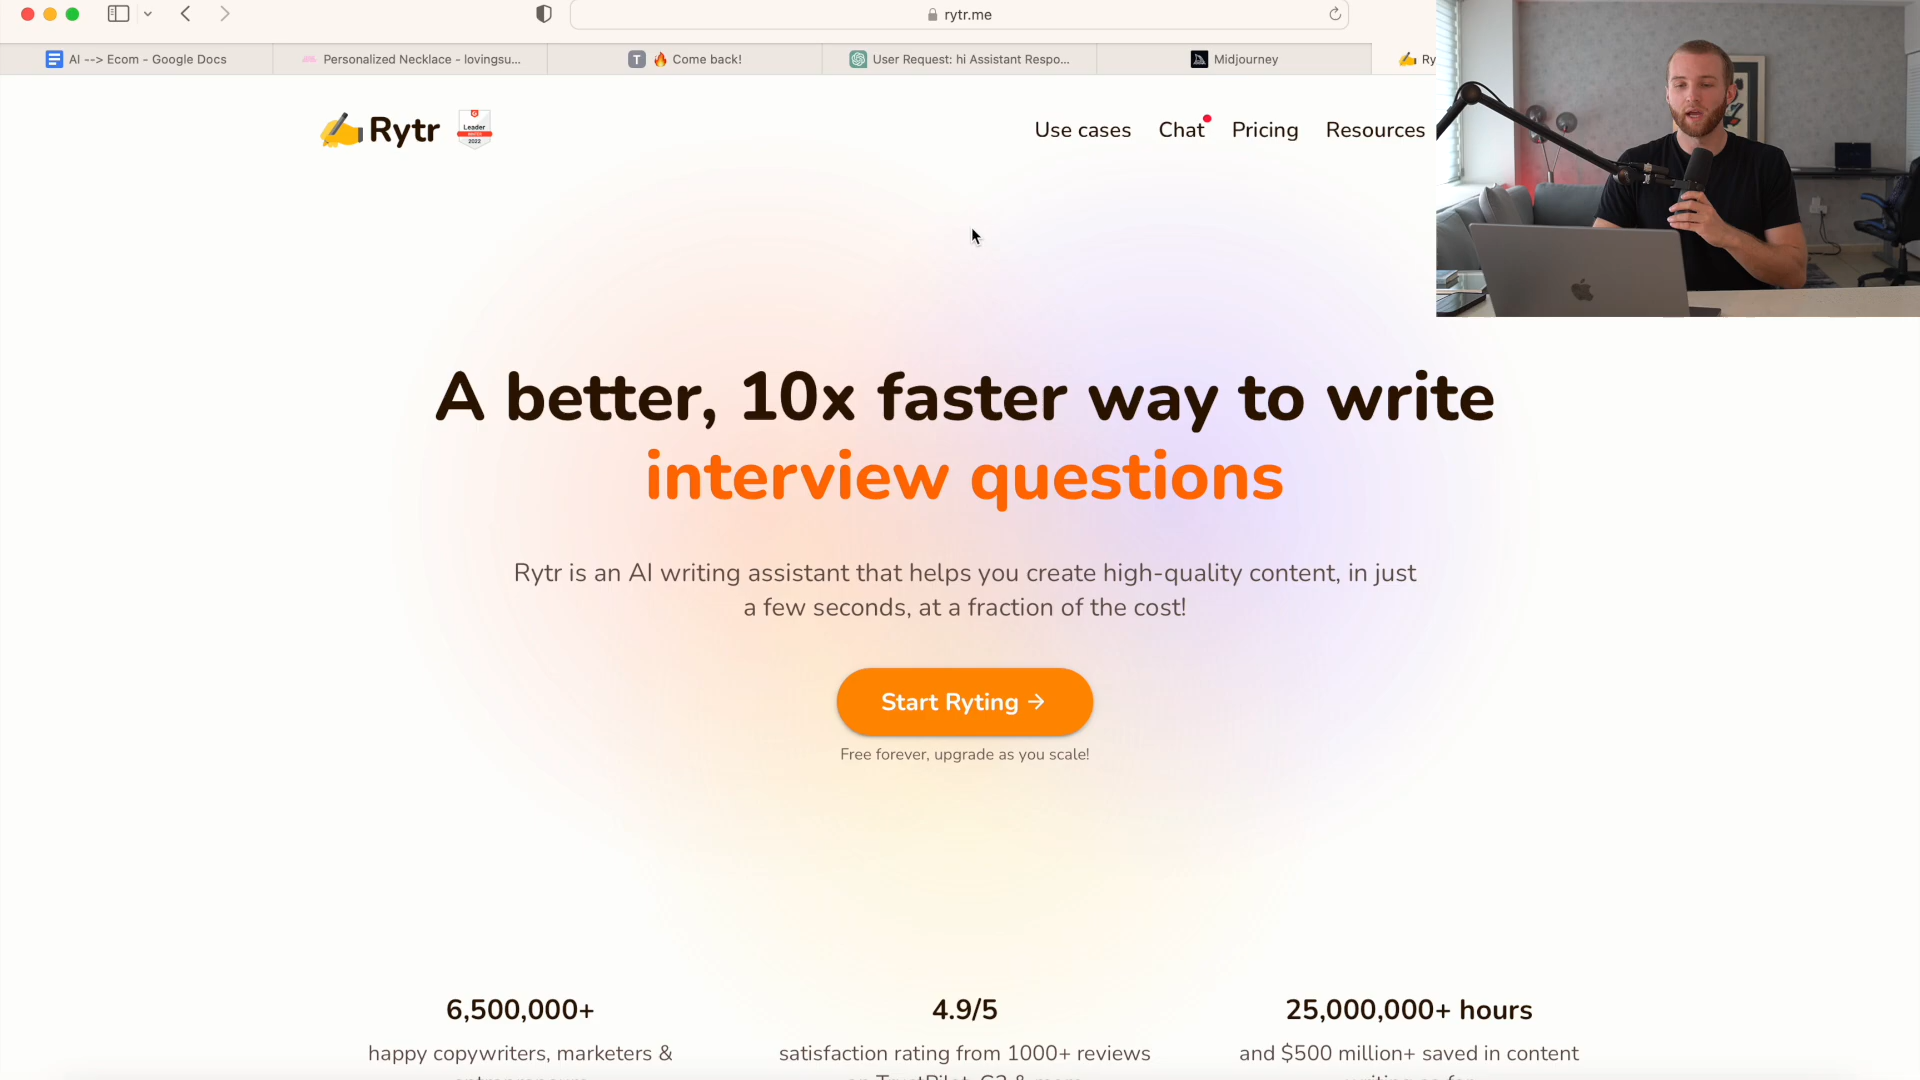 rytr.me
AI --> Ecom - Google Docs
Personalized Necklace - lovingsu...
T 🔥 Come back!
User Request: hi Assistant Respo...
Midjourney
Ry
Rytr
Leader
2022
Use cases
Chat
Pricing
Resources
A better, 10x faster way to write
interview questions
Rytr is an AI writing assistant that helps you create high-quality content, in just
a few seconds, at a fraction of the cost!
Start Ryting →
Free forever, upgrade as you scale!
6,500,000+
4.9/5
25,000,000+ hours
happy copywriters, marketers &
satisfaction rating from 1000+ reviews
and $500 million+ saved in content